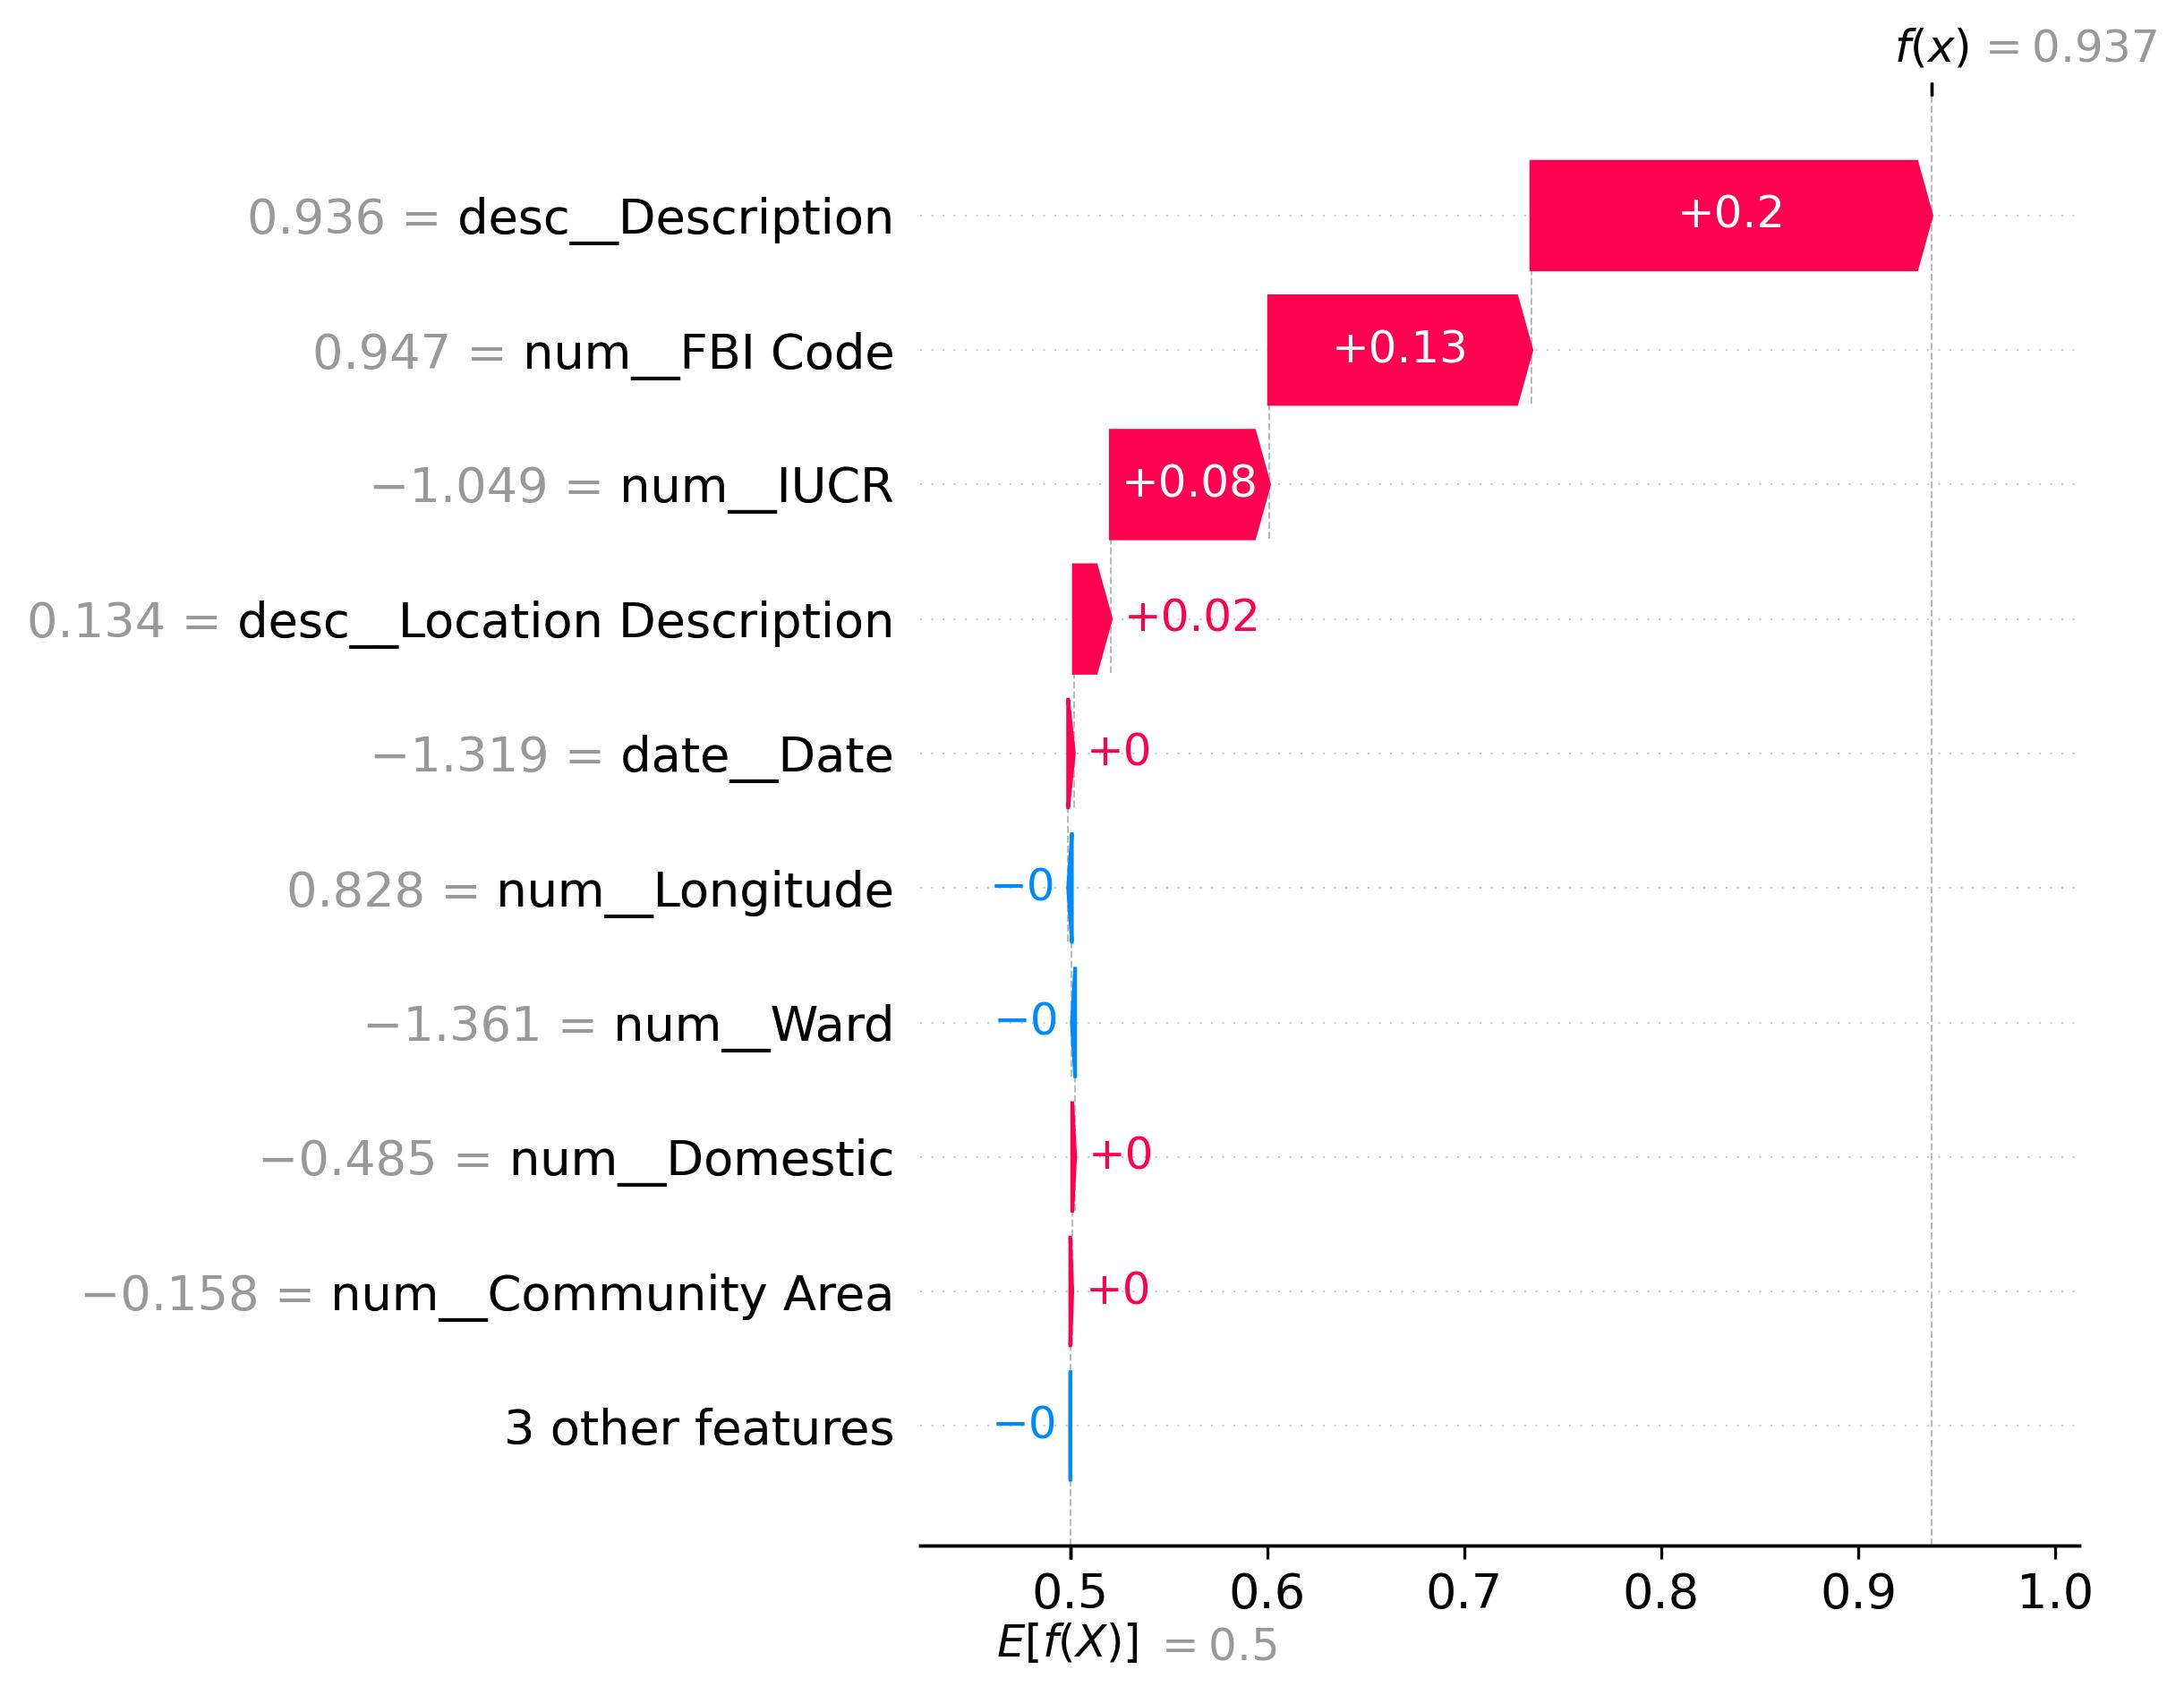 f(x) = 0.937
0.936 = desc__Description +0.2
0.947 = num__FBI Code +0.13
−1.049 = num__IUCR +0.08
0.134 = desc__Location Description +0.02
−1.319 = date__Date +0
0.828 = num__Longitude −0
−1.361 = num__Ward −0
−0.485 = num__Domestic +0
−0.158 = num__Community Area +0
3 other features −0
0.5 0.6 0.7 0.8 0.9 1.0
E[f(X)] = 0.5